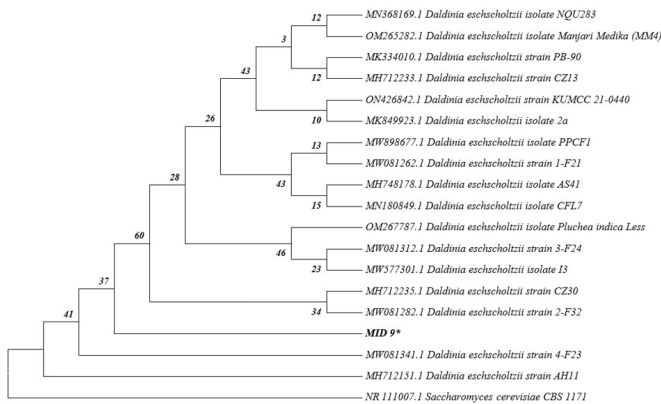 12
MN368169.1 Daldinia eschscholtzii isolate NQU283
3
OM265282.1 Daldinia eschscholtzii isolate Manjari Medika (MM4)
MK334010.1 Daldinia eschscholtzii strain PB-90
43
12
MH712233.1 Daldinia eschscholtzii strain CZ13
ON426842.1 Daldinia eschscholtzii strain KUMCC 21-0440
26
10
MK849923.1 Daldinia eschscholtzii isolate 2a
13
MW898677.1 Daldinia eschscholtzii isolate PPCF1
MW081262.1 Daldinia eschscholtzii strain 1-F21
28
43
MH748178.1 Daldinia eschscholtzii isolate AS41
15
MN180849.1 Daldinia eschscholtzii isolate CFL7
OM267787.1 Daldinia eschscholtzii isolate Pluchea indica Less
60
46
MW081312.1 Daldinia eschscholtzii strain 3-F24
23
MW577301.1 Daldinia eschscholtzii isolate I3
37
MH712235.1 Daldinia eschscholtzii strain CZ30
34
MW081282.1 Daldinia eschscholtzii strain 2-F32
41
MID 9*
MW081341.1 Daldinia eschscholtzii strain 4-F23
MH712151.1 Daldinia eschscholtzii strain AH11
NR 111007.1 Saccharomyces cerevisiae CBS 1171